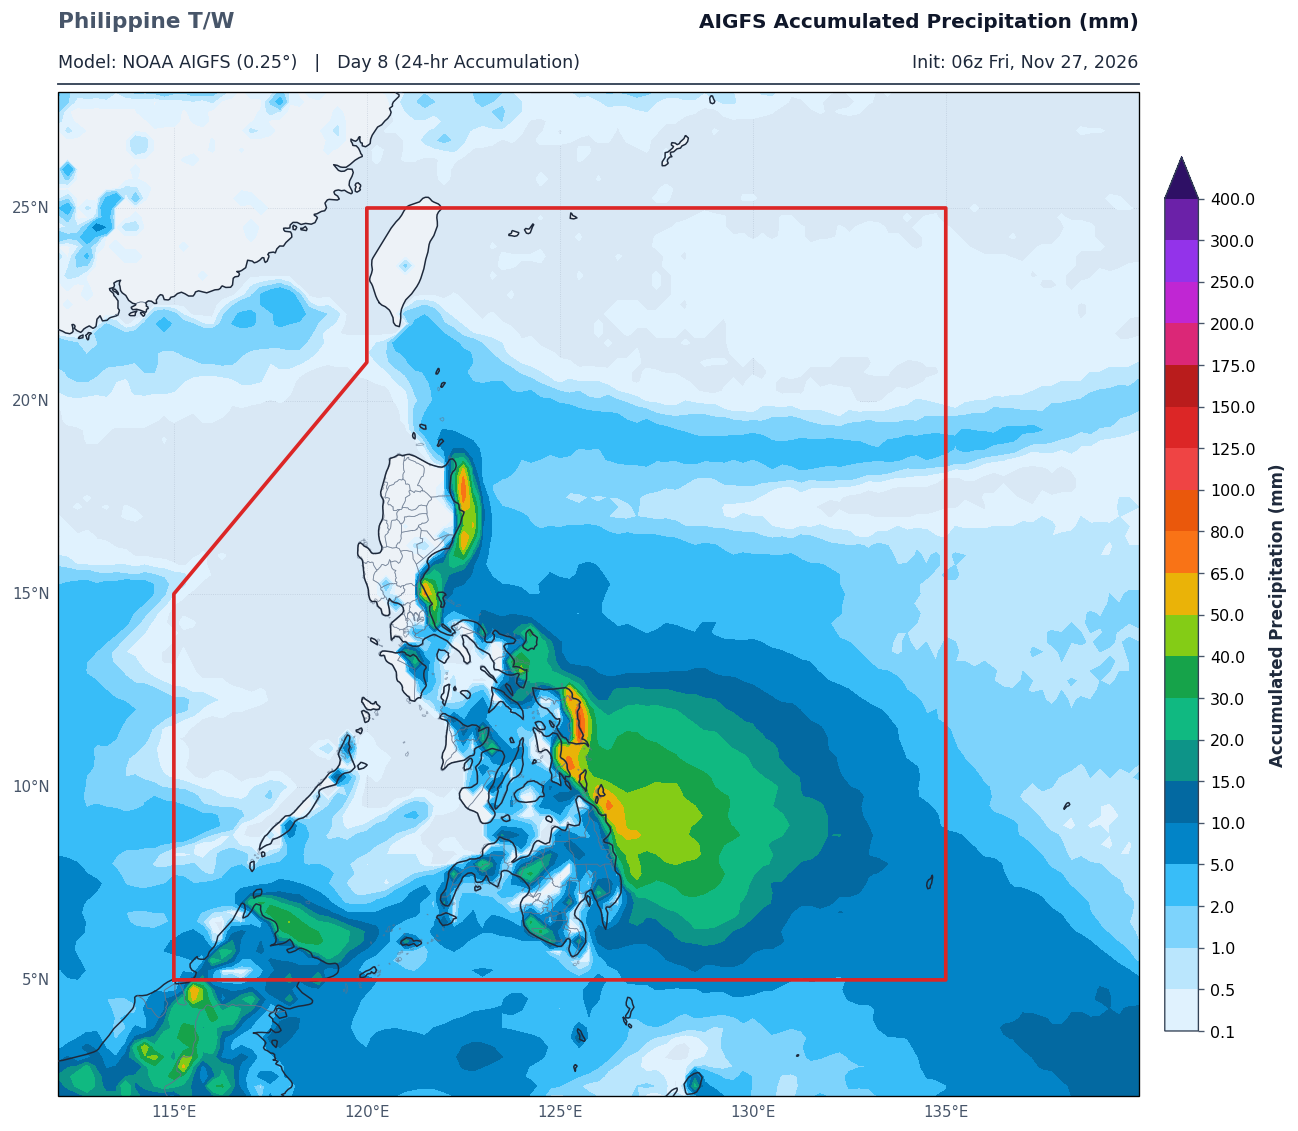 Philippine T/W
AIGFS Accumulated Precipitation (mm)
Model: NOAA AIGFS (0.25°)   |   Day 8 (24-hr Accumulation)
Init: 06z Fri, Nov 27, 2026
25°N
20°N
15°N
10°N
5°N
115°E
120°E
125°E
130°E
135°E
400.0
300.0
250.0
200.0
175.0
150.0
125.0
100.0
80.0
65.0
50.0
40.0
30.0
20.0
15.0
10.0
5.0
2.0
1.0
0.5
0.1
Accumulated Precipitation (mm)